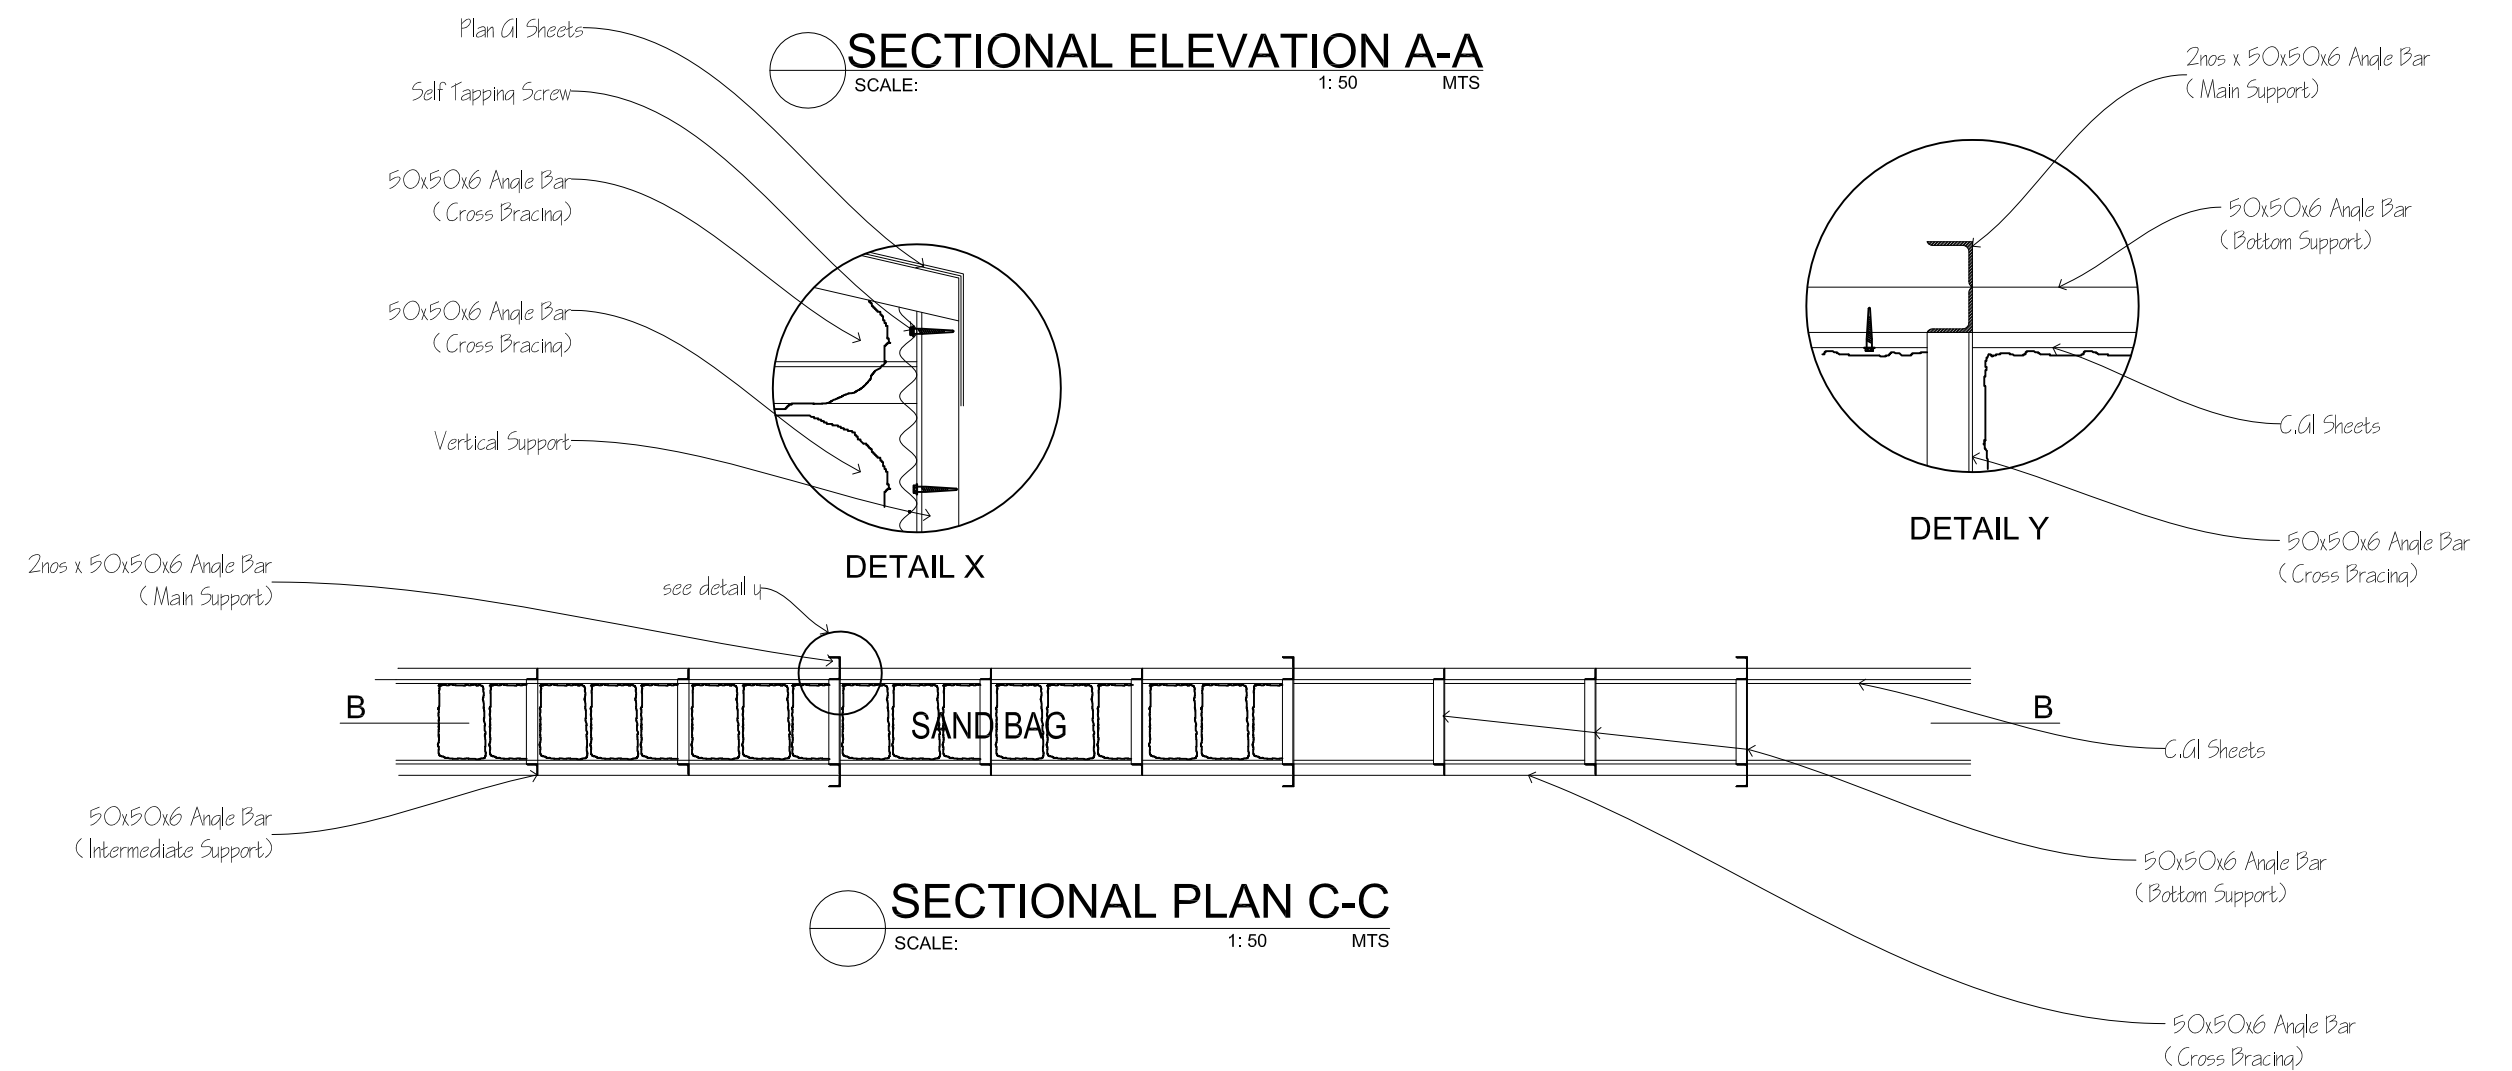 Plan GI Sheets
SECTIONAL ELEVATION A-A
SCALE: 1: 50 MTS
Self Tapping Screw
50x50x6 Angle Bar
( Cross Bracing)
50x50x6 Angle Bar
( Cross Bracing)
Vertical Support
DETAIL X
2nos x 50x50x6 Angle Bar
( Main Support)
50x50x6 Angle Bar
( Bottom Support)
C.GI Sheets
50x50x6 Angle Bar
( Cross Bracing)
DETAIL Y
2nos x 50x50x6 Angle Bar
( Main Support)
see detail y
B
SAND BAG
B
C.GI Sheets
50x50x6 Angle Bar
( Intermediate Support)
50x50x6 Angle Bar
( Bottom Support)
SECTIONAL PLAN C-C
SCALE: 1: 50 MTS
50x50x6 Angle Bar
( Cross Bracing)